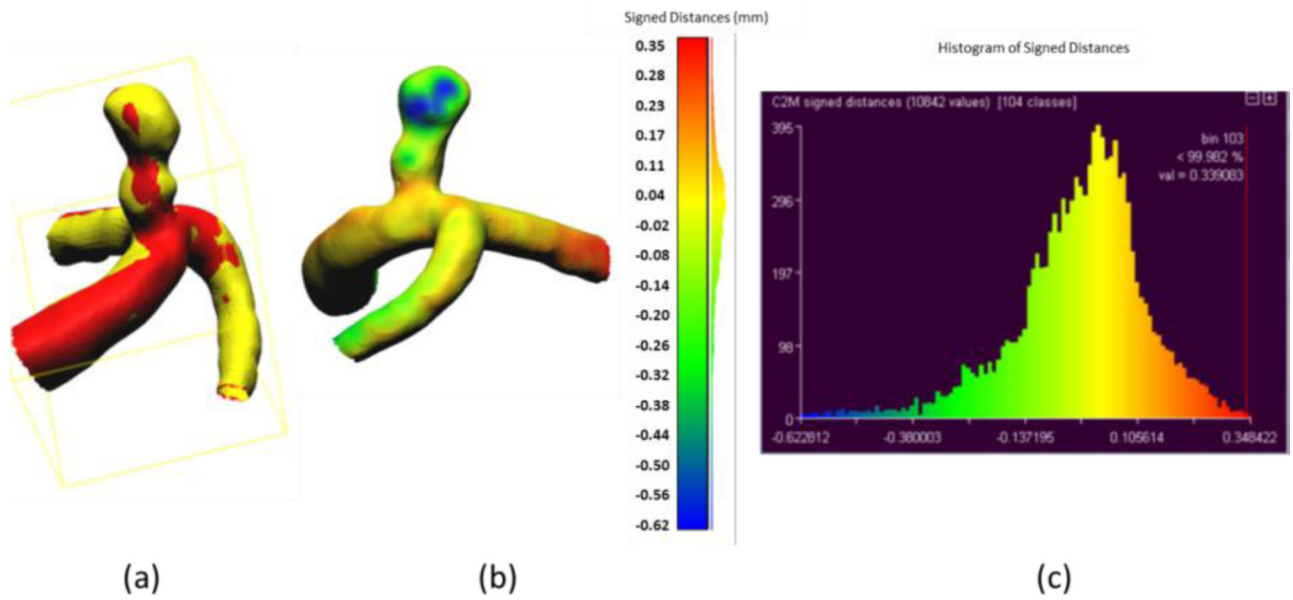 Signed Distances (mm)
0.35
0.28
0.23
0.17
0.11
0.04
-0.02
-0.08
-0.14
-0.20
-0.26
-0.32
-0.38
-0.44
-0.50
-0.56
-0.62
Histogram of Signed Distances
C2M signed distances (10842 values) [104 classes]
bin 103
< 99.982 %
val = 0.339083
395
296
197
98
0
-0.622812 -0.380003 -0.137195 0.105614 0.348422
(a) (b) (c)